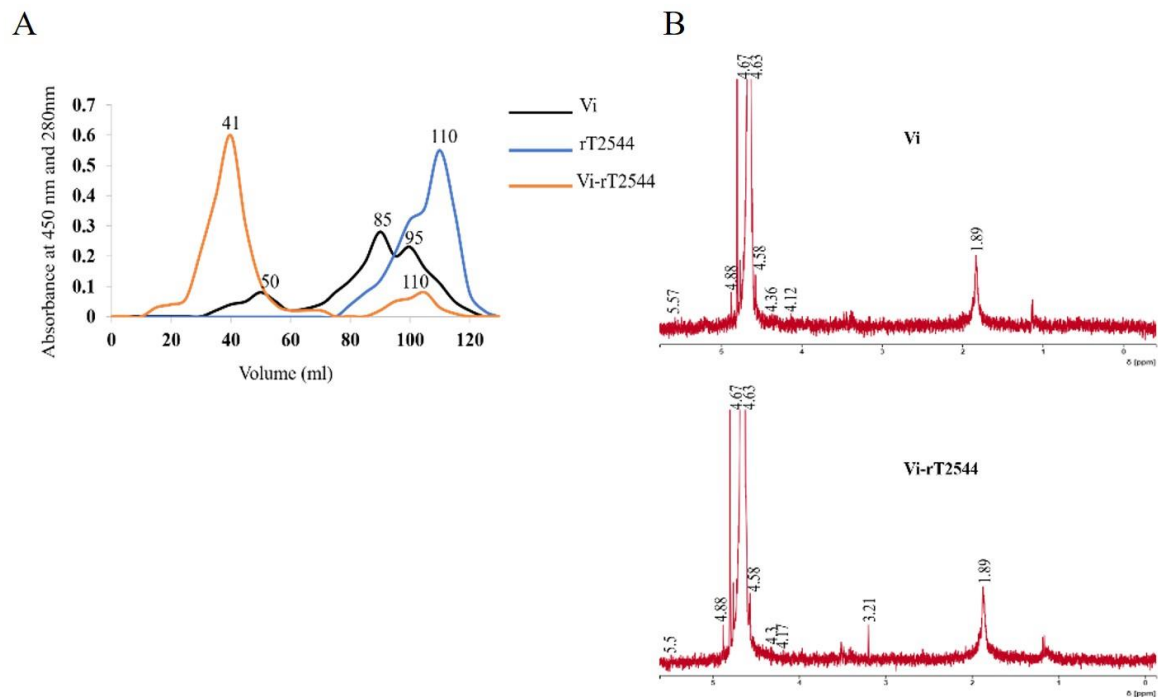 A
B
Absorbance at 450 nm and 280nm
0.7
0.6
0.5
0.4
0.3
0.2
0.1
0
0 20 40 60 80 100 120
Volume (ml)
41
50
85
95
110
110
Vi
rT2544
Vi-rT2544
Vi
5.57
4.88
4.67
4.63
4.58
4.36
4.12
1.89
5 4 3 2 1 0
δ [ppm]
Vi-rT2544
5.5
4.88
4.67
4.63
4.58
4.3
4.17
3.21
1.89
5 4 3 2 1 0
δ [ppm]